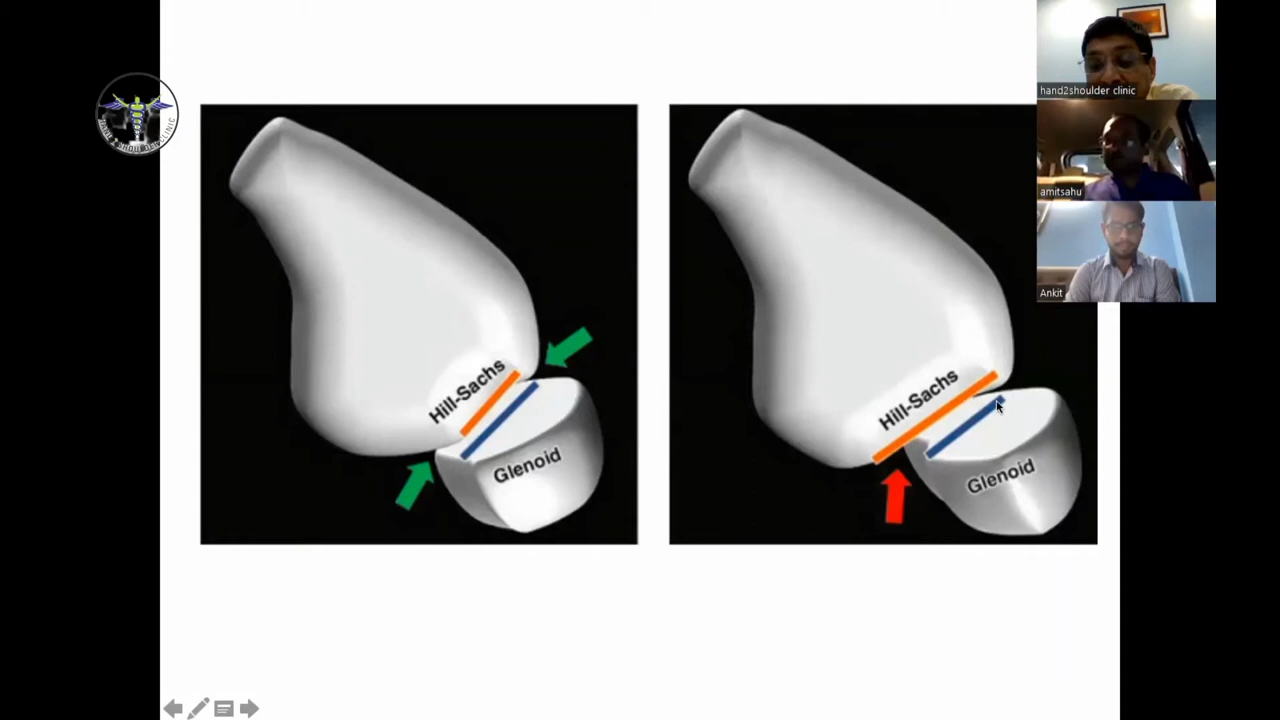 hand2shoulder clinic
amitsahu
Ankit
Hill-Sachs
Glenoid
Hill-Sachs
Glenoid